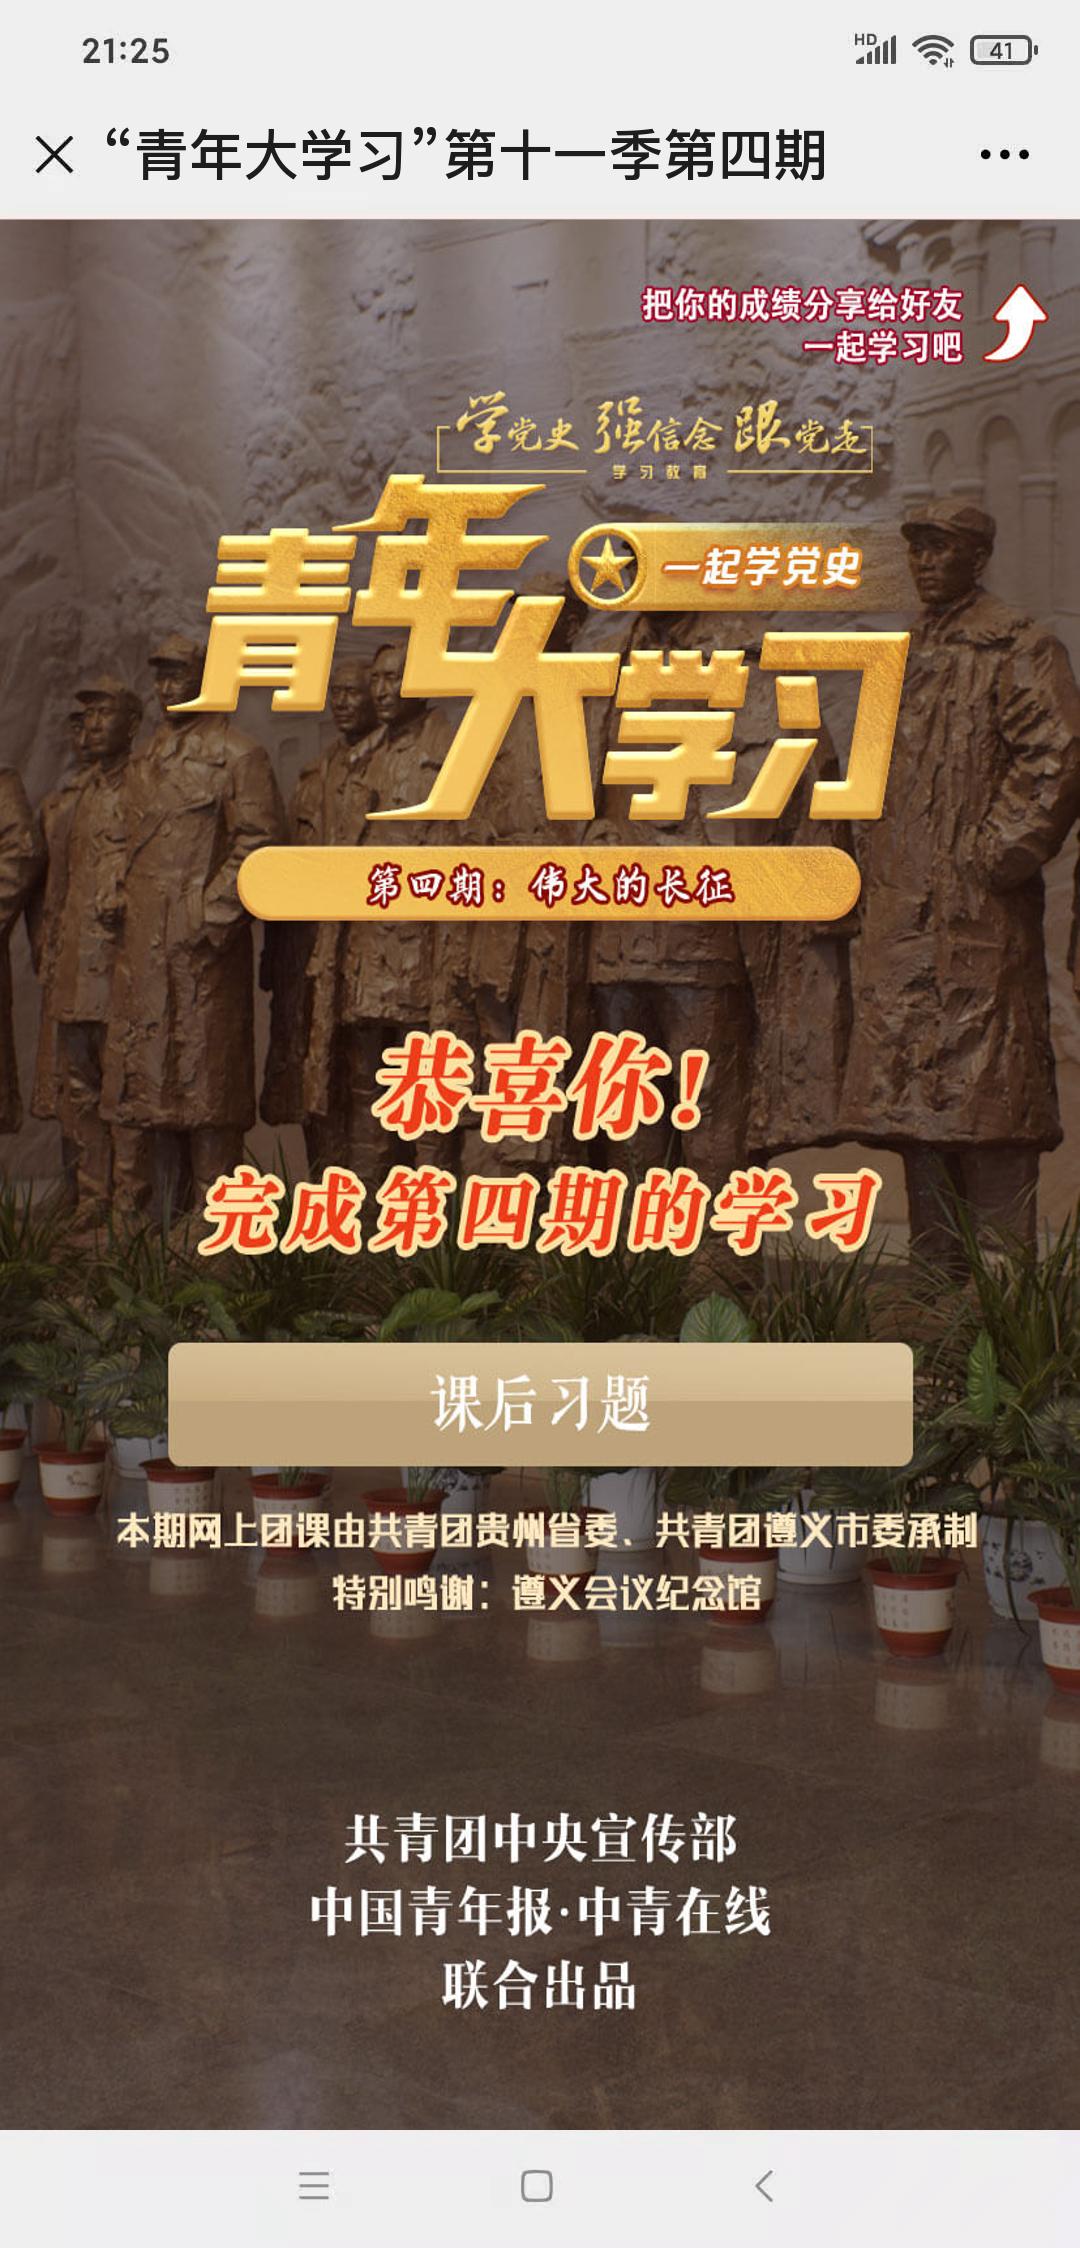 21:25
HD
41
“青年大学习”第十一季第四期
把你的成绩分享给好友
一起学习吧
学党史 强信念 跟党走
学习教育
青年大学习
一起学党史
第四期：伟大的长征
恭喜你！
完成第四期的学习
课后习题
本期网上团课由共青团贵州省委、共青团遵义市委承制
特别鸣谢：遵义会议纪念馆
共青团中央宣传部
中国青年报·中青在线
联合出品